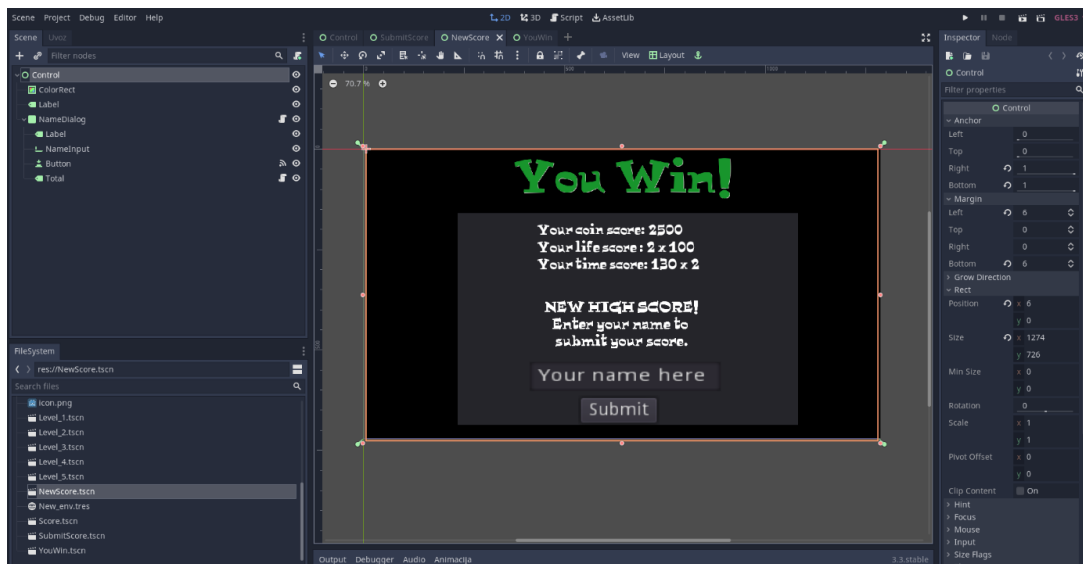 Scene Project Debug Editor Help
2D 3D Script AssetLib
GLES3
Scene Uvoz
Filter nodes
Control
ColorRect
Label
NameDialog
Label
NameInput
Button
Total
FileSystem
res://NewScore.tscn
Search files
icon.png
Level_1.tscn
Level_2.tscn
Level_3.tscn
Level_4.tscn
Level_5.tscn
NewScore.tscn
New_env.tres
Score.tscn
SubmitScore.tscn
YouWin.tscn
Control SubmitScore NewScore X YouWin +
View Layout
70.7 %
You Win!
Your coin score: 2500
Your life score: 2 x 100
Your time score: 130 x 2
NEW HIGH SCORE!
Enter your name to
submit your score.
Your name here
Submit
Output Debugger Audio Animacija
3.3.stable
Inspector Node
Control
Filter properties
Control
Anchor
Left 0
Top 0
Right 1
Bottom 1
Margin
Left 6
Top 0
Right 0
Bottom 6
Grow Direction
Rect
Position x 6
y 0
Size x 1274
y 726
Min Size x 0
y 0
Rotation 0
Scale x 1
y 1
Pivot Offset x 0
y 0
Clip Content On
Hint
Focus
Mouse
Input
Size Flags